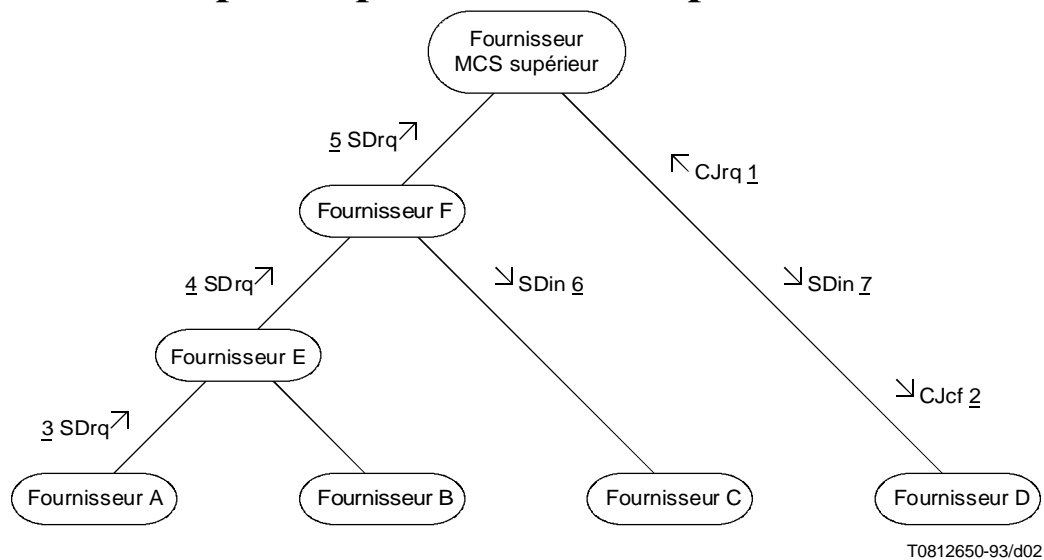 Fournisseur
MCS supérieur
5 SDrq
CJrq 1
Fournisseur F
4 SDrq
SDin 6
SDin 7
Fournisseur E
CJcf 2
3 SDrq
Fournisseur A
Fournisseur B
Fournisseur C
Fournisseur D
T0812650-93/d02